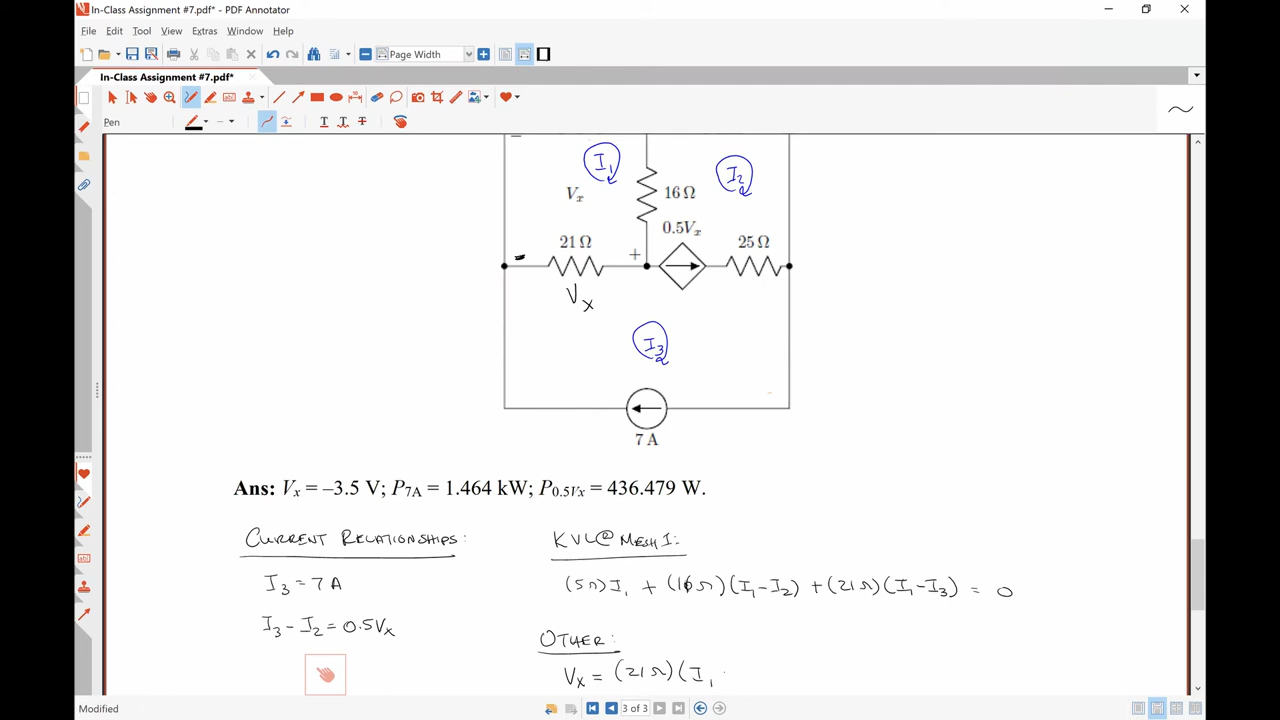 In-Class Assignment #7.pdf* - PDF Annotator
File Edit Tool View Extras Window Help
Page Width
In-Class Assignment #7.pdf*
Pen
T T T
I₁
I₂
16 Ω
Vₓ
0.5Vₓ
21 Ω
+
25 Ω
-
Vₓ
I₃
7 A
Ans: Vₓ = –3.5 V; P₇A = 1.464 kW; P₀.₅Vₓ = 436.479 W.
CURRENT RELATIONSHIPS:
KVL@MESH I:
I₃ = 7 A
(5Ω)I₁ + (16Ω)(I₁-I₂) + (21Ω)(I₁-I₃) = 0
I₃ - I₂ = 0.5Vₓ
OTHER:
Vₓ = (21Ω)(I₁
Modified
3 of 3